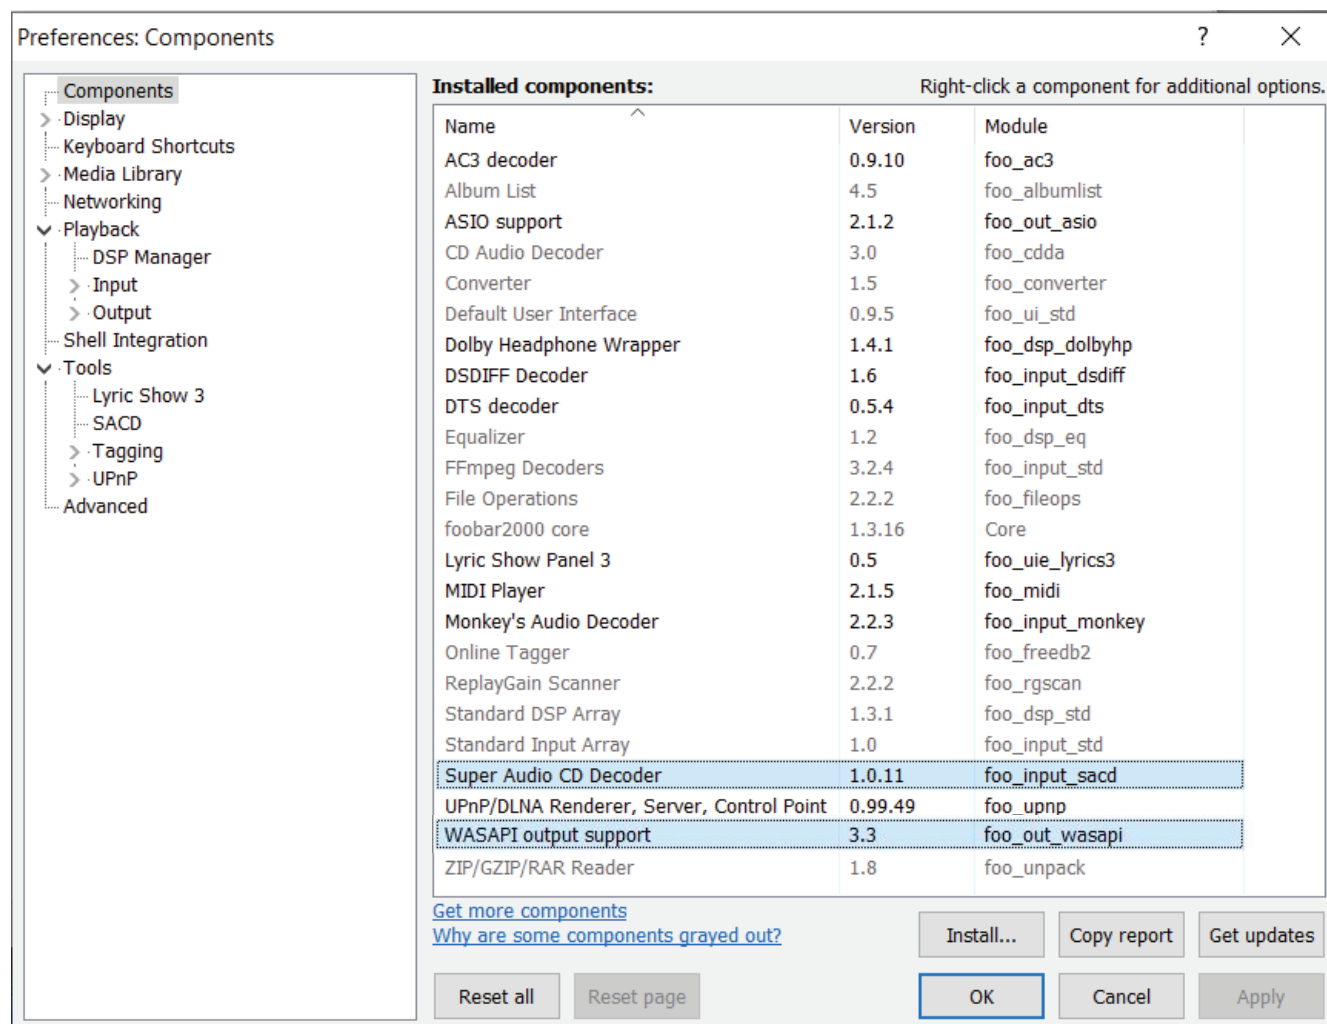 Preferences: Components
?
Components
Display
Keyboard Shortcuts
Media Library
Networking
Playback
DSP Manager
Input
Output
Shell Integration
Tools
Lyric Show 3
SACD
Tagging
UPnP
Advanced
Installed components: Right-click a component for additional options.
Name Version Module
AC3 decoder 0.9.10 foo_ac3
Album List 4.5 foo_albumlist
ASIO support 2.1.2 foo_out_asio
CD Audio Decoder 3.0 foo_cdda
Converter 1.5 foo_converter
Default User Interface 0.9.5 foo_ui_std
Dolby Headphone Wrapper 1.4.1 foo_dsp_dolbyhp
DSDIFF Decoder 1.6 foo_input_dsdiff
DTS decoder 0.5.4 foo_input_dts
Equalizer 1.2 foo_dsp_eq
FFmpeg Decoders 3.2.4 foo_input_std
File Operations 2.2.2 foo_fileops
foobar2000 core 1.3.16 Core
Lyric Show Panel 3 0.5 foo_uie_lyrics3
MIDI Player 2.1.5 foo_midi
Monkey's Audio Decoder 2.2.3 foo_input_monkey
Online Tagger 0.7 foo_freedb2
ReplayGain Scanner 2.2.2 foo_rgscan
Standard DSP Array 1.3.1 foo_dsp_std
Standard Input Array 1.0 foo_input_std
Super Audio CD Decoder 1.0.11 foo_input_sacd
UPnP/DLNA Renderer, Server, Control Point 0.99.49 foo_upnp
WASAPI output support 3.3 foo_out_wasapi
ZIP/GZIP/RAR Reader 1.8 foo_unpack
Get more components
Why are some components grayed out?
Install... Copy report Get updates
Reset all Reset page OK Cancel Apply